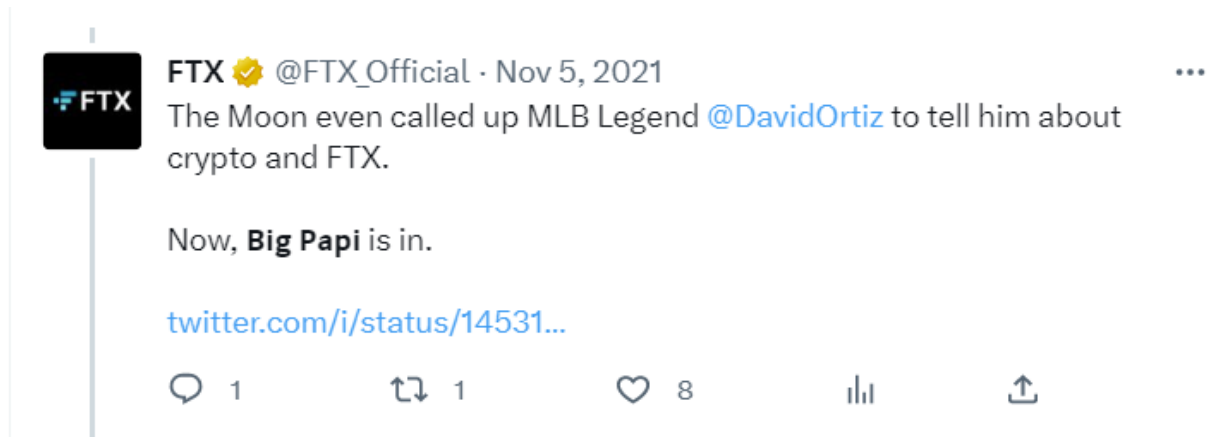 FTX
FTX @FTX_Official · Nov 5, 2021
The Moon even called up MLB Legend @DavidOrtiz to tell him about
crypto and FTX.
Now, Big Papi is in.
twitter.com/i/status/14531...
1 1 8